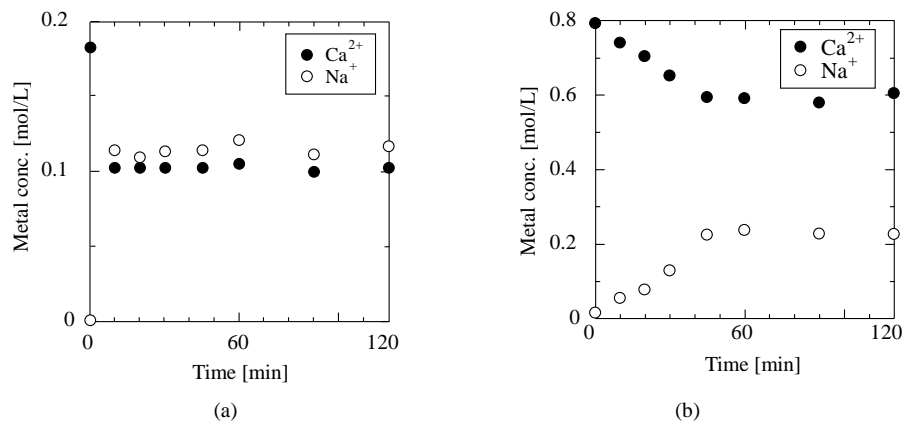 0.2
Ca2+
Na+
0.1
0
Metal conc. [mol/L]
0 60 120
Time [min]
(a)
0.8
Ca2+
Na+
0.6
0.4
0.2
0
Metal conc. [mol/L]
0 60 120
Time [min]
(b)